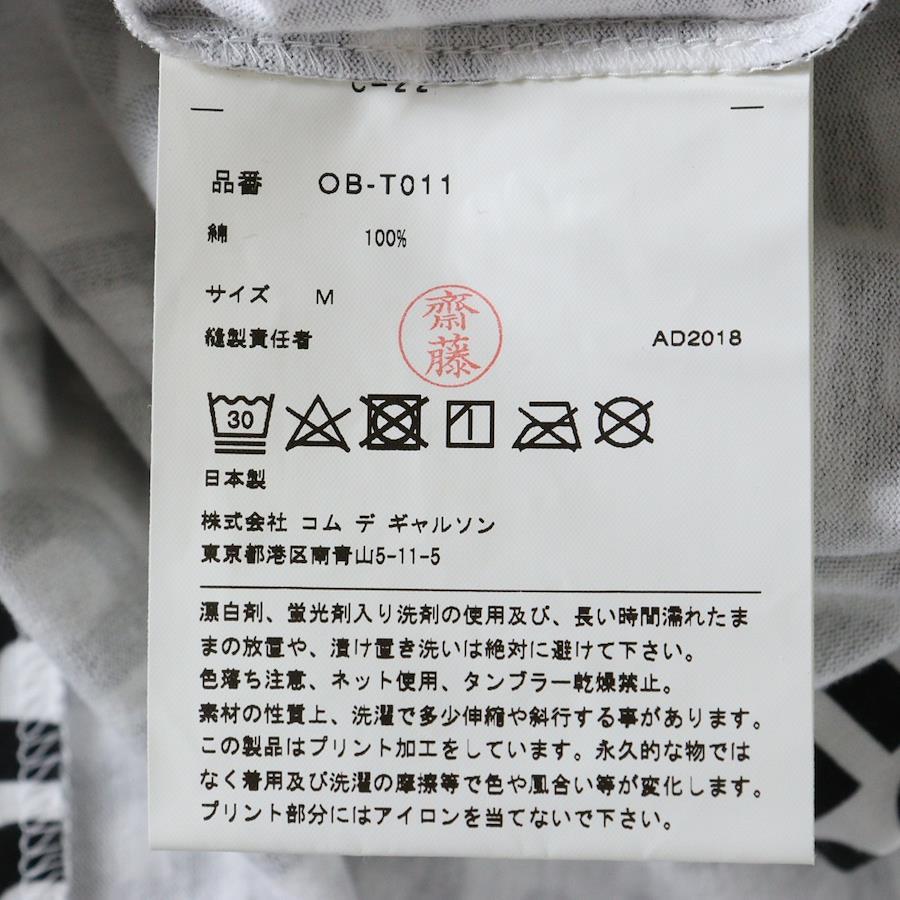 C-22
品番 OB-T011
綿 100%
サイズ M
縫製責任者 齋藤 AD2018
30
日本製
株式会社 コム デ ギャルソン
東京都港区南青山5-11-5
漂白剤、蛍光剤入り洗剤の使用及び、長い時間濡れたま
まの放置や、漬け置き洗いは絶対に避けて下さい。
色落ち注意、ネット使用、タンブラー乾燥禁止。
素材の性質上、洗濯で多少伸縮や斜行する事があります。
この製品はプリント加工をしています。永久的な物では
なく着用及び洗濯の摩擦等で色や風合い等が変化します。
プリント部分にはアイロンを当てないで下さい。